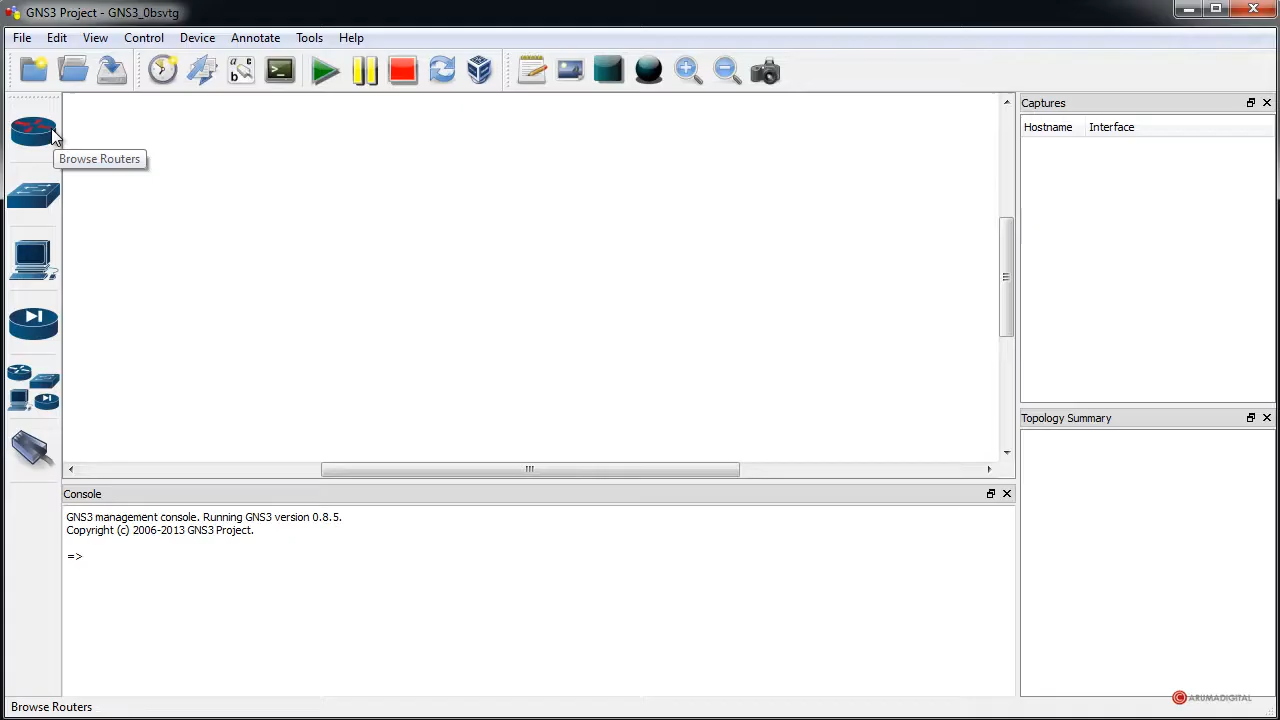 GNS3 Project - GNS3_0bsvtg
File Edit View Control Device Annotate Tools Help
Captures
Hostname Interface
Browse Routers
Topology Summary
Console
GNS3 management console. Running GNS3 version 0.8.5.
Copyright (c) 2006-2013 GNS3 Project.
=>
ARUMADIGITAL
Browse Routers